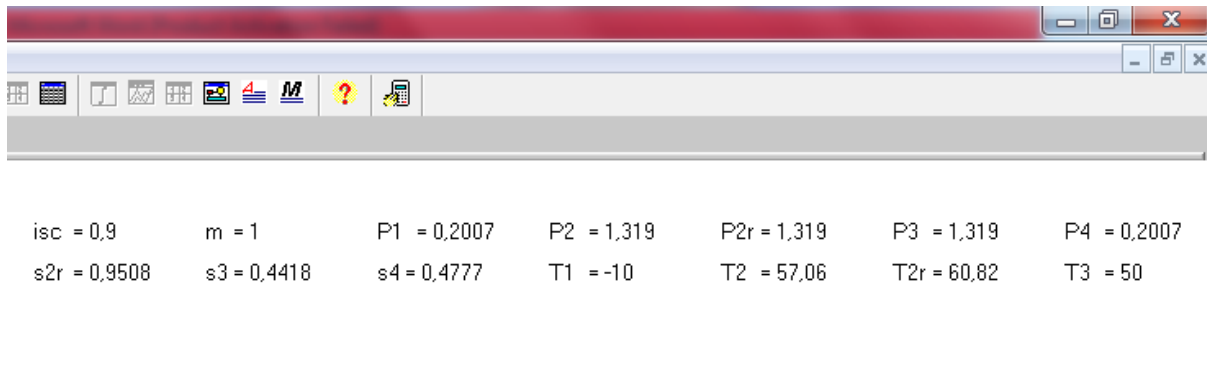 isc = 0,9 m = 1 P1 = 0,2007 P2 = 1,319 P2r = 1,319 P3 = 1,319 P4 = 0,2007
s2r = 0,9508 s3 = 0,4418 s4 = 0,4777 T1 = -10 T2 = 57,06 T2r = 60,82 T3 = 50